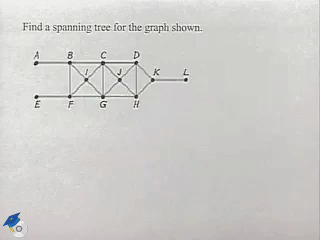 Find a spanning tree for the graph shown.
A B C D
I J K L
E F G H